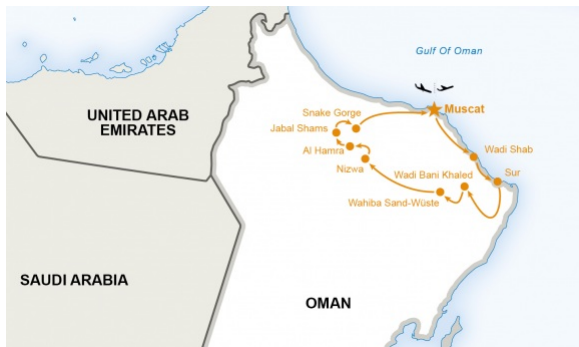 Gulf Of Oman
UNITED ARAB
EMIRATES
Snake Gorge
Muscat
Jabal Shams
Al Hamra
Wadi Shab
Nizwa
Wadi Bani Khaled
Sur
Wahiba Sand-Wüste
SAUDI ARABIA
OMAN